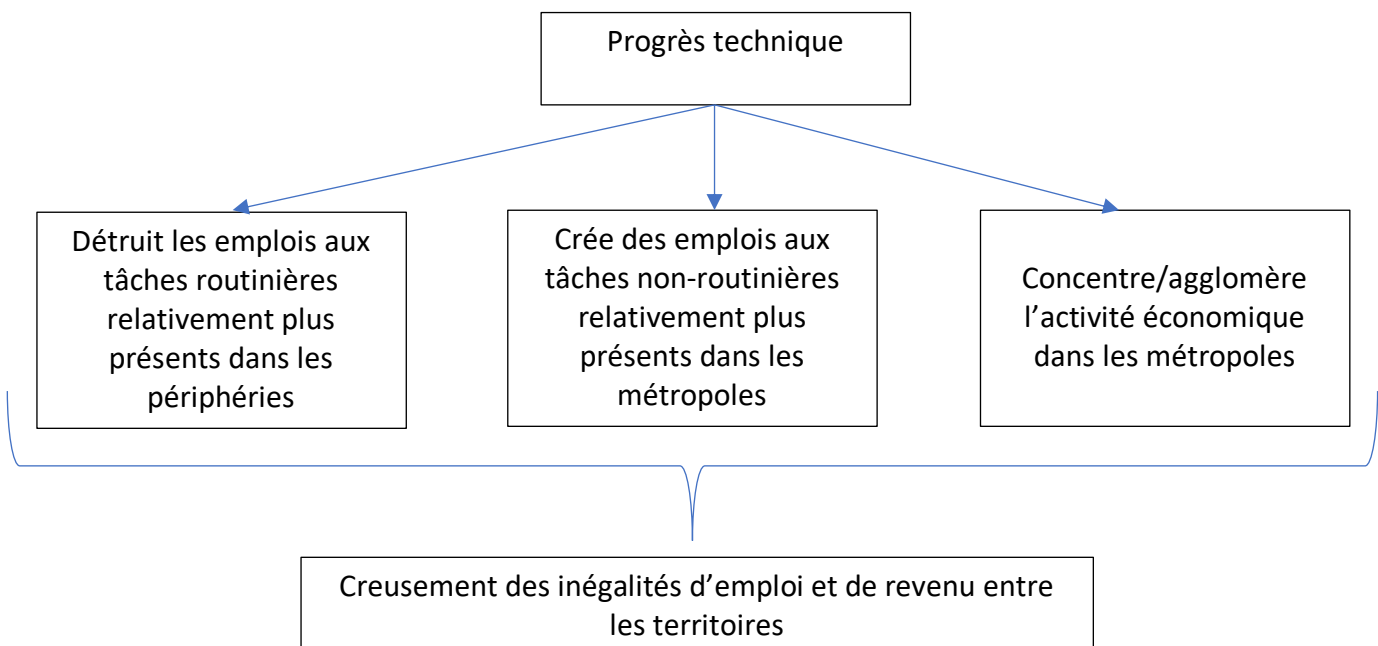 Progrès technique
Détruit les emplois aux
tâches routinières
relativement plus
présents dans les
périphéries
Crée des emplois aux
tâches non-routinières
relativement plus
présents dans les
métropoles
Concentre/agglomère
l’activité économique
dans les métropoles
Creusement des inégalités d’emploi et de revenu entre
les territoires